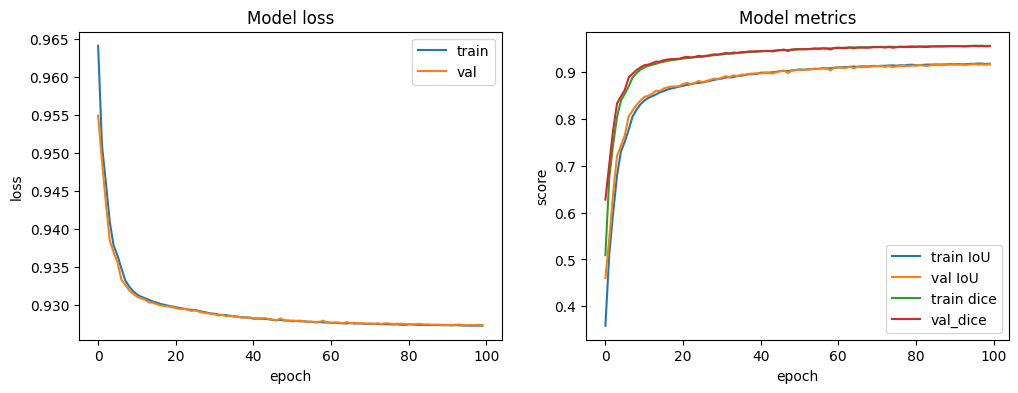 Model loss
0.965
0.960
0.955
0.950
0.945
0.940
0.935
0.930
loss
0 20 40 60 80 100
epoch
train
val
Model metrics
0.9
0.8
0.7
0.6
0.5
0.4
score
0 20 40 60 80 100
epoch
train IoU
val IoU
train dice
val_dice